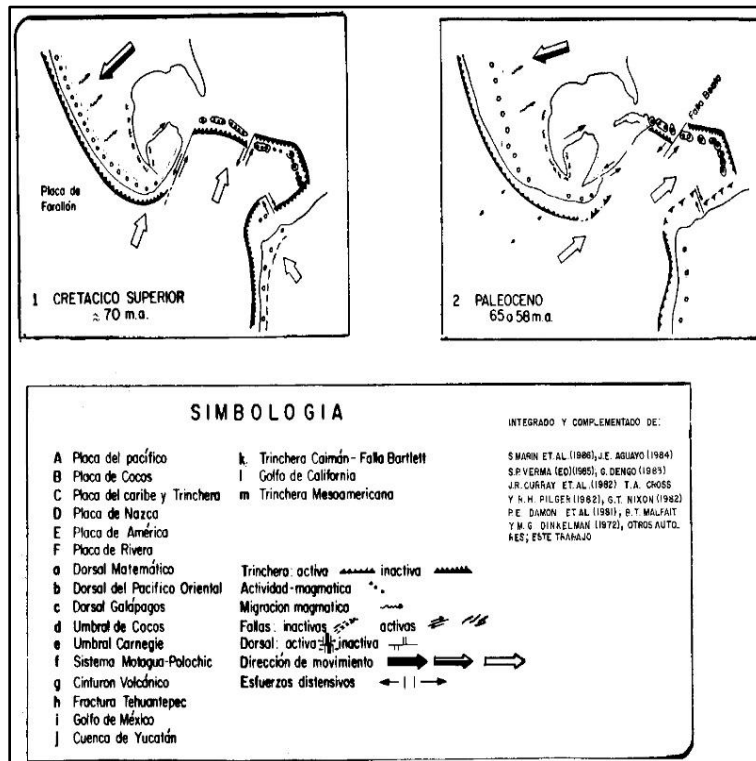 Placa de
Farallón
1 CRETACICO SUPERIOR
≈ 70 m.a.
Falla Beata
2 PALEOCENO
65 a 58 m.a.
SIMBOLOGIA
A Placa del pacífico
B Placa de Cocos
C Placa del caribe y Trinchera
D Placa de Nazca
E Placa de América
F Placa de Rivera
a Dorsal Matemático
b Dorsal del Pacifico Oriental
c Dorsal Galápagos
d Umbral de Cocos
e Umbral Carnegie
f Sistema Motagua-Polochic
g Cinturon Volcánico
h Fractura Tehuantepec
i Golfo de México
j Cuenca de Yucatán
k Trinchera Caimán-Falla Bartlett
l Golfo de California
m Trinchera Mesoamericana
Trinchera: activa inactiva
Actividad-magmatica
Migracion magmatica
Fallas: inactivas activas
Dorsal: activa inactiva
Dirección de movimiento
Esfuerzos distensivos
INTEGRADO Y COMPLEMENTADO DE:
S.MARIN ET. AL.(1986), J.E. AGUAYO (1984)
S.P. VERMA (ED)(1985), G. DENGO (1983)
J.R. CURRAY ET. AL. (1982) T.A. CROSS
Y R.H. PILGER (1982), G.T. NIXON (1982)
P.E. DAMON ET AL (1981), B.T. MALFAIT
Y M.G. DINKELMAN (1972), OTROS AUTO-
RES; ESTE TRABAJO